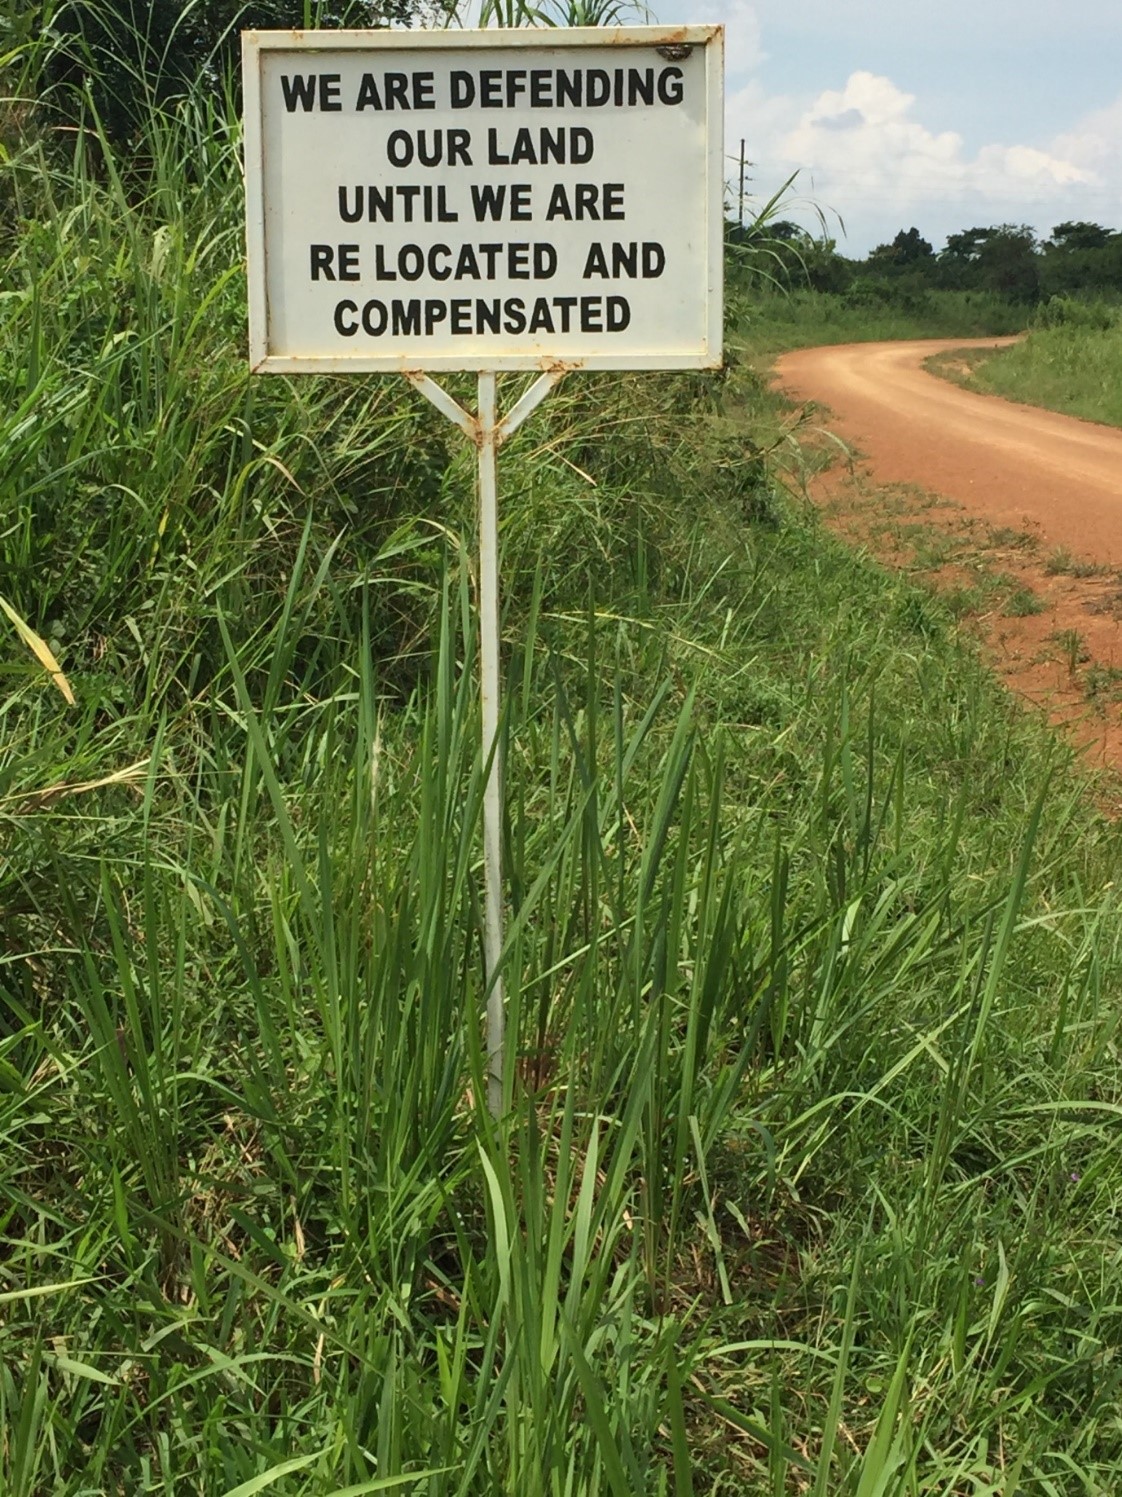 WE ARE DEFENDING
OUR LAND
UNTIL WE ARE
RE LOCATED AND
COMPENSATED